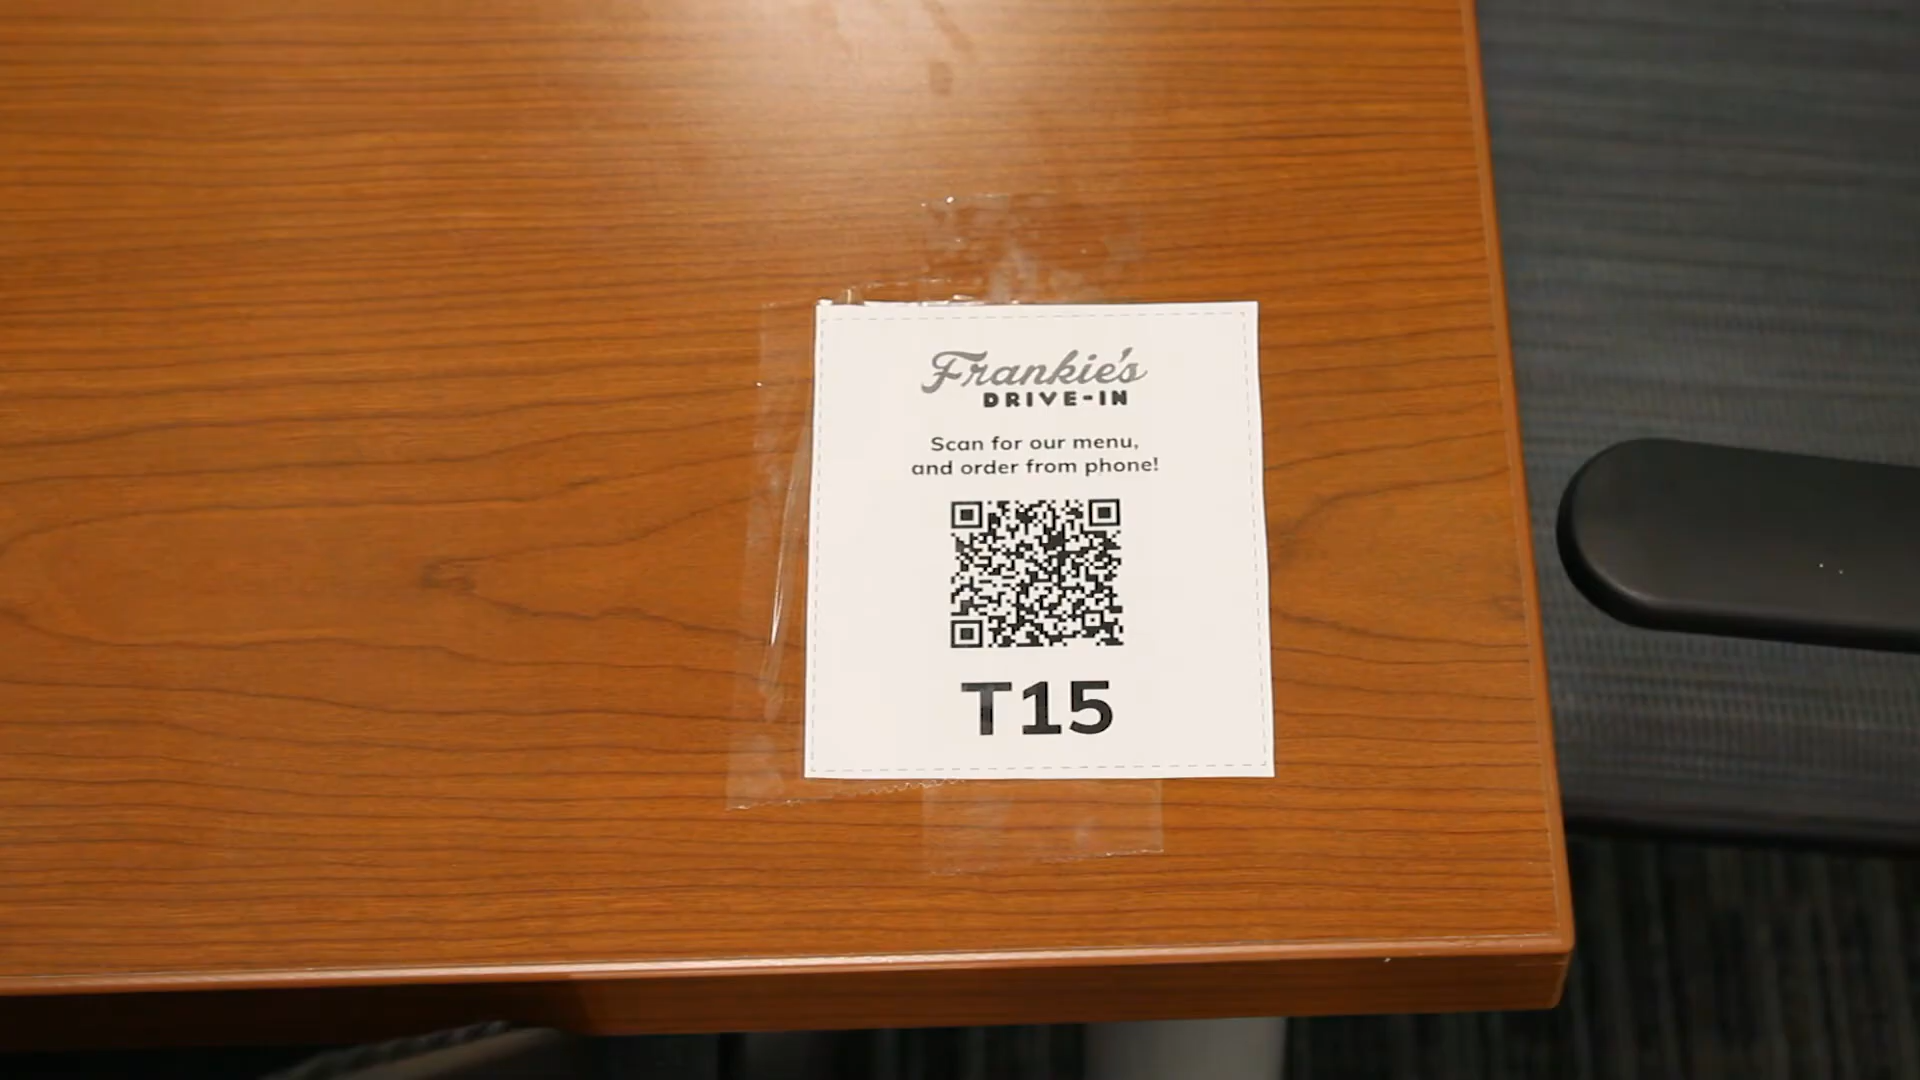 Frankie's
DRIVE-IN
Scan for our menu,
and order from phone!
T15